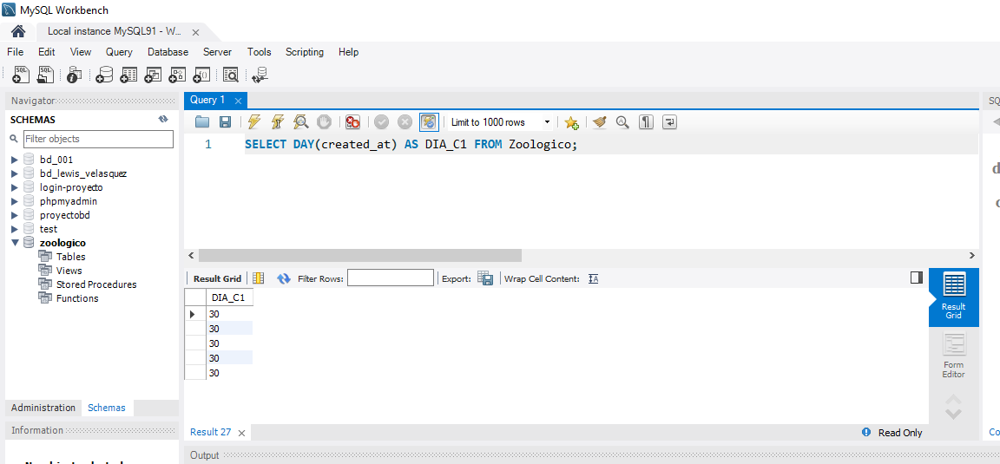 MySQL Workbench
Local instance MySQL91 - W...
File Edit View Query Database Server Tools Scripting Help
Navigator
SCHEMAS
Filter objects
bd_001
bd_lewis_velasquez
login-proyecto
phpmyadmin
proyectobd
test
zoologico
Tables
Views
Stored Procedures
Functions
Administration Schemas
Information
Query 1
Limit to 1000 rows
1 SELECT DAY(created_at) AS DIA_C1 FROM Zoologico;
Result Grid Filter Rows: Export: Wrap Cell Content:
DIA_C1
30
30
30
30
30
Result Grid
Form Editor
Result 27
Read Only
Output
SQ
d
Co